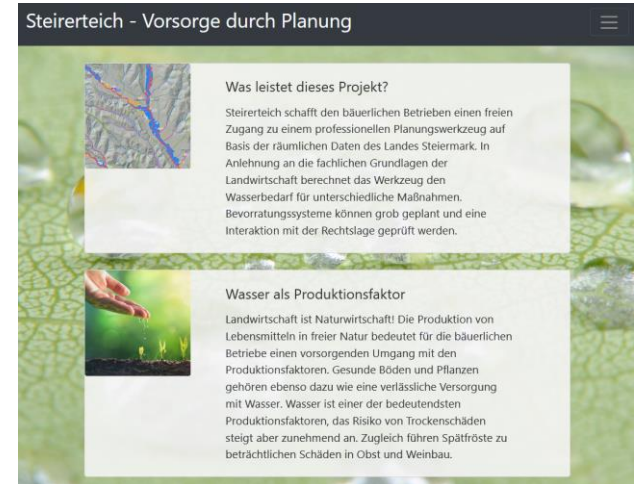 Steirerteich - Vorsorge durch Planung
Was leistet dieses Projekt?
Steirerteich schafft den bäuerlichen Betrieben einen freien
Zugang zu einem professionellen Planungswerkzeug auf
Basis der räumlichen Daten des Landes Steiermark. In
Anlehnung an die fachlichen Grundlagen der
Landwirtschaft berechnet das Werkzeug den
Wasserbedarf für unterschiedliche Maßnahmen.
Bevorratungssysteme können grob geplant und eine
Interaktion mit der Rechtslage geprüft werden.
Wasser als Produktionsfaktor
Landwirtschaft ist Naturwirtschaft! Die Produktion von
Lebensmitteln in freier Natur bedeutet für die bäuerlichen
Betriebe einen vorsorgenden Umgang mit den
Produktionsfaktoren. Gesunde Böden und Pflanzen
gehören ebenso dazu wie eine verlässliche Versorgung
mit Wasser. Wasser ist einer der bedeutendsten
Produktionsfaktoren, das Risiko von Trockenschäden
steigt aber zunehmend an. Zugleich führen Spätfröste zu
beträchtlichen Schäden in Obst und Weinbau.